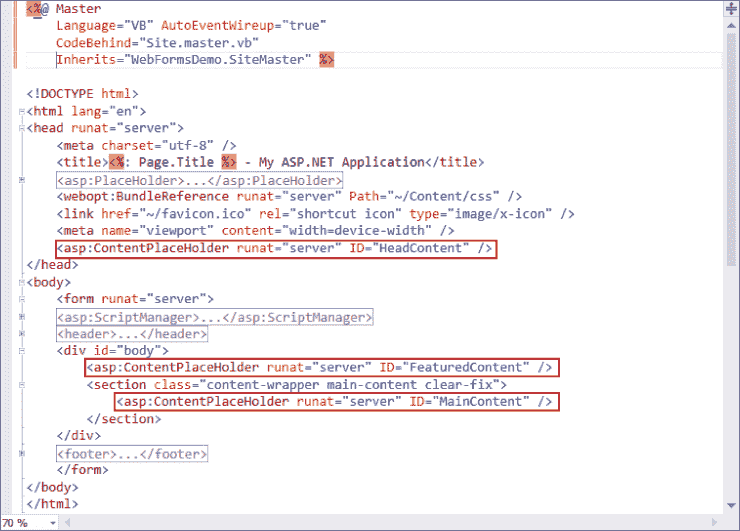 <%@ Master
Language="VB" AutoEventWireup="true"
CodeBehind="Site.master.vb"
Inherits="WebFormsDemo.SiteMaster" %>
<!DOCTYPE html>
<html lang="en">
<head runat="server">
<meta charset="utf-8" />
<title><%: Page.Title %> - My ASP.NET Application</title>
<asp:PlaceHolder>...</asp:PlaceHolder>
<webopt:BundleReference runat="server" Path="~/Content/css" />
<link href="~/favicon.ico" rel="shortcut icon" type="image/x-icon" />
<meta name="viewport" content="width=device-width" />
<asp:ContentPlaceHolder runat="server" ID="HeadContent" />
</head>
<body>
<form runat="server">
<asp:ScriptManager>...</asp:ScriptManager>
<header>...</header>
<div id="body">
<asp:ContentPlaceHolder runat="server" ID="FeaturedContent" />
<section class="content-wrapper main-content clear-fix">
<asp:ContentPlaceHolder runat="server" ID="MainContent" />
</section>
</div>
<footer>...</footer>
</form>
</body>
</html>
70 %